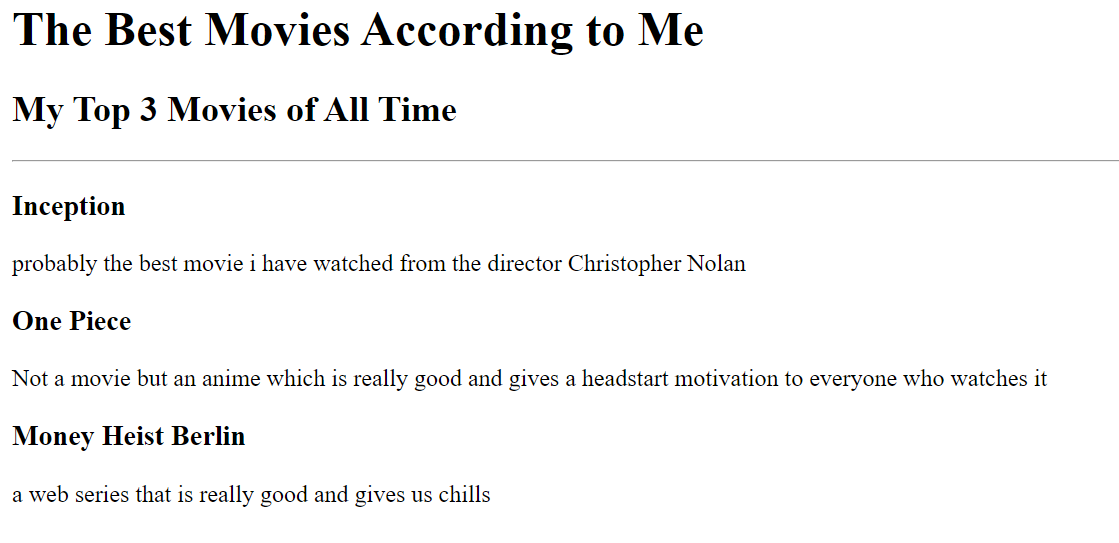 The Best Movies According to Me
My Top 3 Movies of All Time
Inception
probably the best movie i have watched from the director Christopher Nolan
One Piece
Not a movie but an anime which is really good and gives a headstart motivation to everyone who watches it
Money Heist Berlin
a web series that is really good and gives us chills